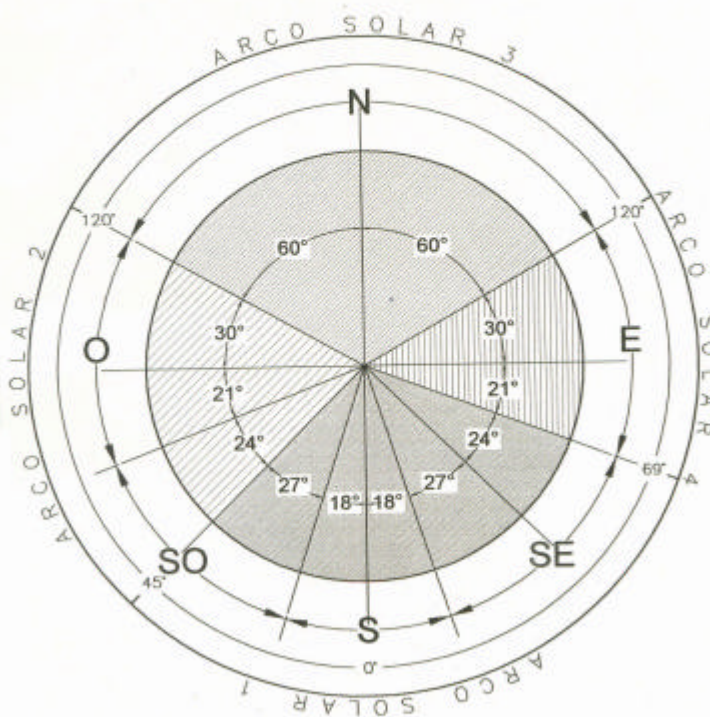 ARCO SOLAR 3
N
120°
120°
60°
60°
ARCO SOLAR 2
ARCO SOLAR 4
30°
30°
O
E
21°
21°
24°
24°
69°
27°
27°
18°
18°
SO
SE
45°
S
0°
ARCO SOLAR 1